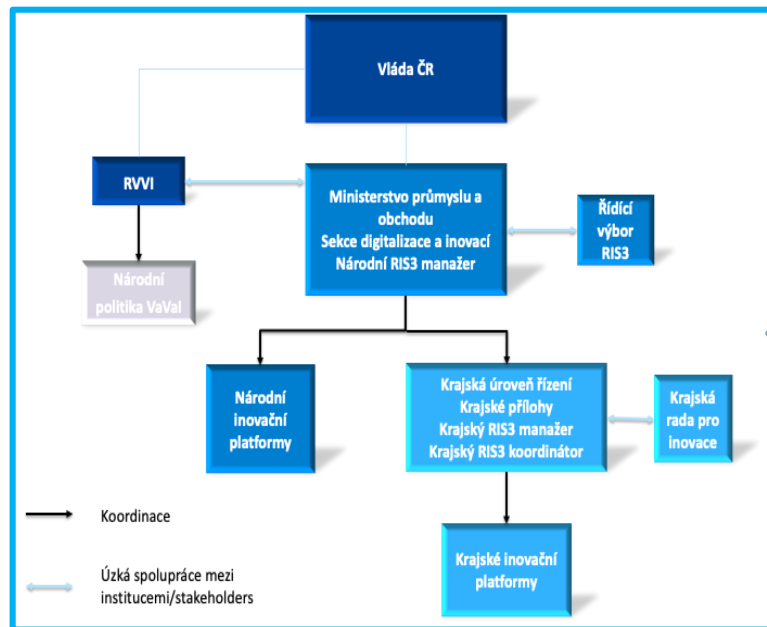 Vláda ČR
RVVI
Ministerstvo průmyslu a
obchodu
Sekce digitalizace a inovací
Národní RIS3 manažer
Řídící
výbor
RIS3
Národní
politika VaVaI
Národní
inovační
platformy
Krajská úroveň řízení
Krajské přílohy
Krajský RIS3 manažer
Krajský RIS3 koordinátor
Krajská
rada pro
inovace
Koordinace
Krajské inovační
platformy
Úzká spolupráce mezi
institucemi/stakeholders